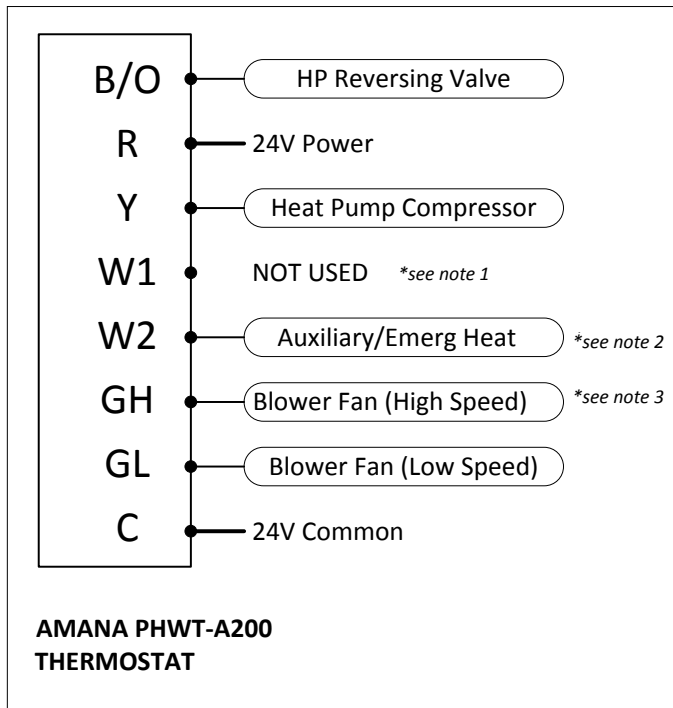 B/O HP Reversing Valve
R 24V Power
Y Heat Pump Compressor
W1 NOT USED *see note 1
W2 Auxiliary/Emerg Heat *see note 2
GH Blower Fan (High Speed) *see note 3
GL Blower Fan (Low Speed)
C 24V Common
AMANA PHWT-A200
THERMOSTAT